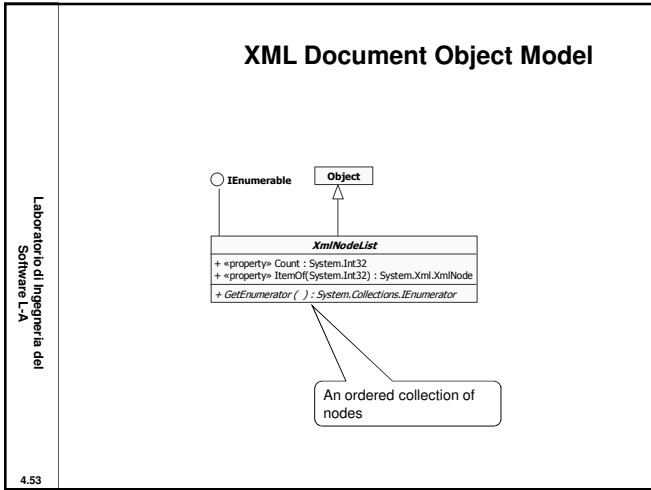 XML Document Object Model
IEnumerable
Object
XmlNodeList
+ «property» Count : System.Int32
+ «property» ItemOf(System.Int32) : System.Xml.XmlNode
+ GetEnumerator ( ) : System.Collections.IEnumerator
An ordered collection of
nodes
Laboratorio di Ingegneria del
Software L-A
4.53